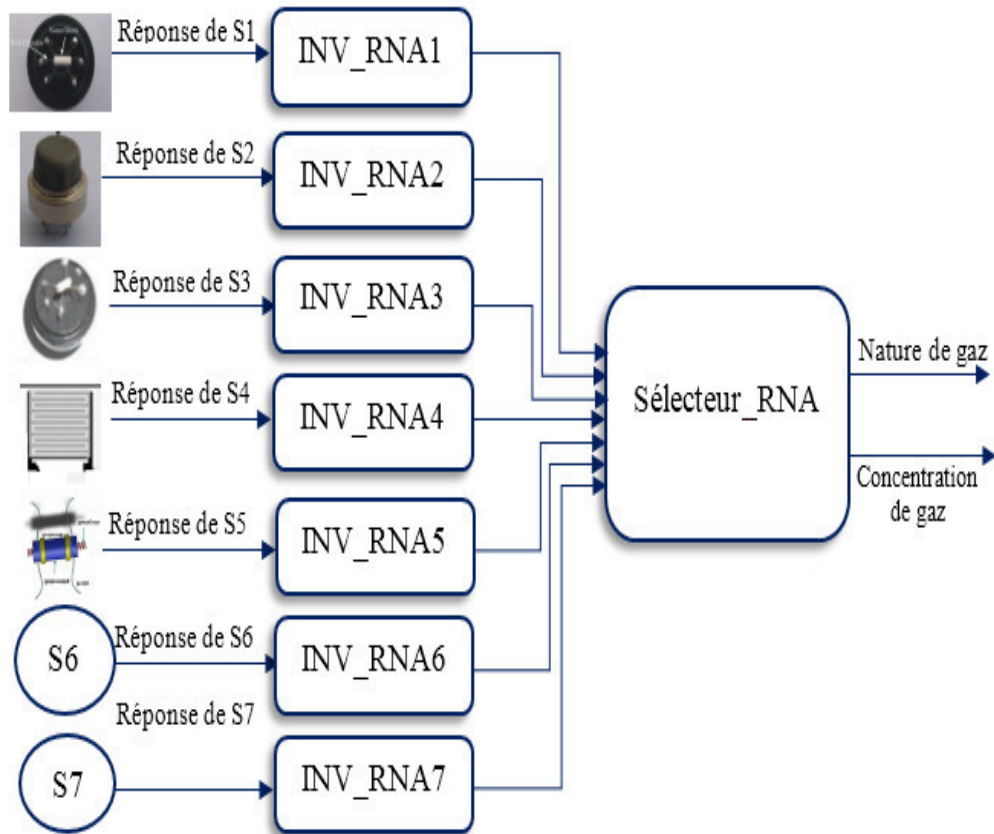 Réponse de S1
INV_RNA1
Réponse de S2
INV_RNA2
Réponse de S3
INV_RNA3
Réponse de S4
INV_RNA4
Réponse de S5
INV_RNA5
S6
Réponse de S6
INV_RNA6
Réponse de S7
S7
INV_RNA7
Sélecteur_RNA
Nature de gaz
Concentration
de gaz